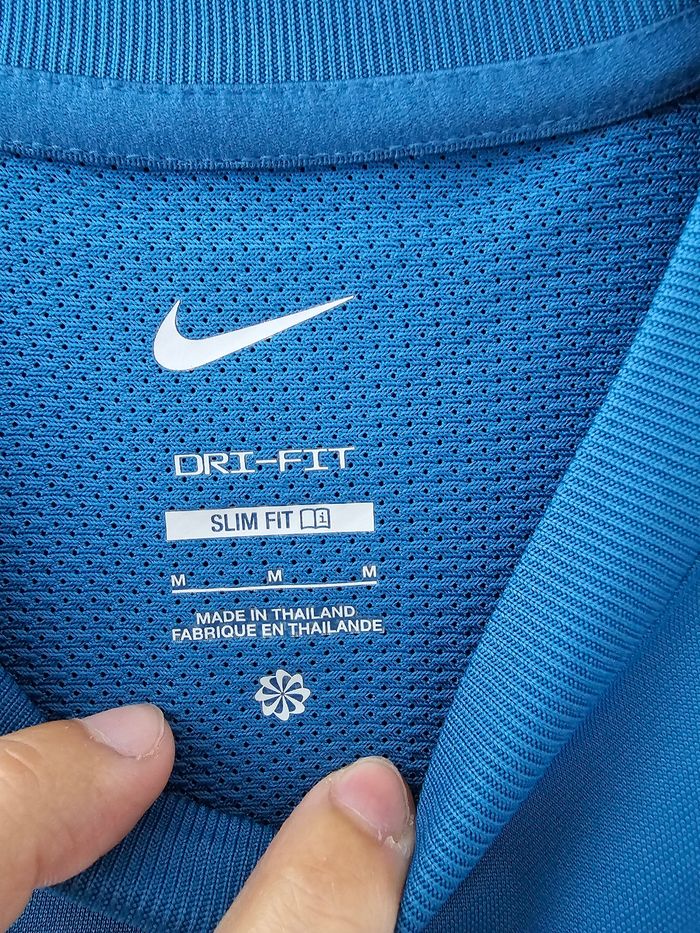 DRI-FIT
SLIM FIT
M M M
MADE IN THAILAND
FABRIQUE EN THAILANDE